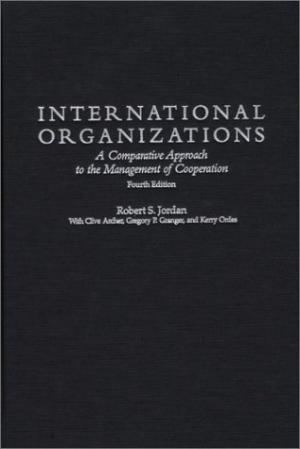 INTERNATIONAL
ORGANIZATIONS
A Comparative Approach
to the Management of Cooperation
Fourth Edition
Robert S. Jordan
With Clive Archer, Gregory P. Granger, and Kerry Ordes